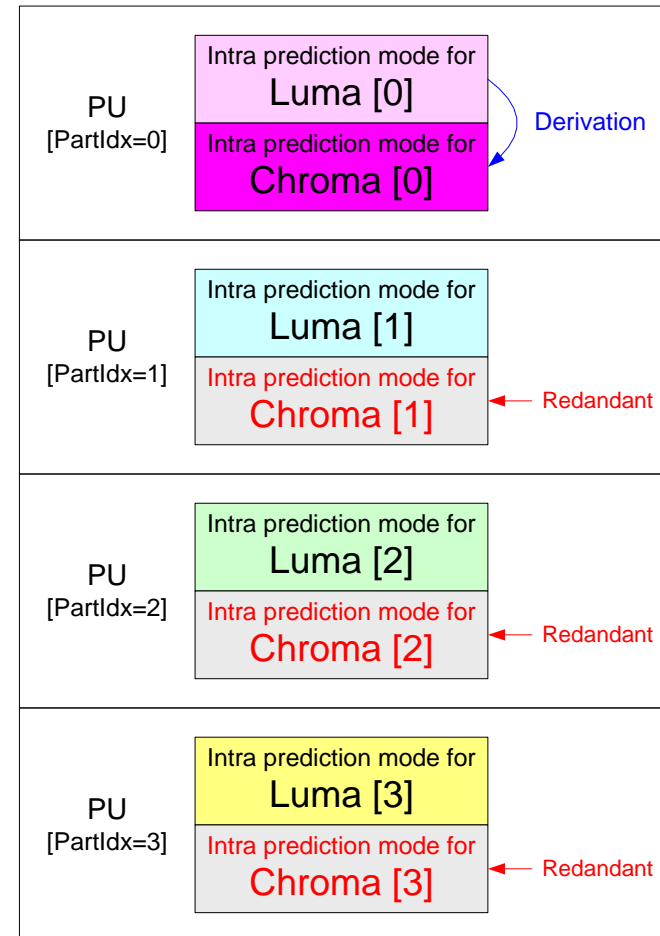 PU
[PartIdx=0]
Intra prediction mode for
Luma [0]
Intra prediction mode for
Chroma [0]
Derivation
PU
[PartIdx=1]
Intra prediction mode for
Luma [1]
Intra prediction mode for
Chroma [1]
Redandant
PU
[PartIdx=2]
Intra prediction mode for
Luma [2]
Intra prediction mode for
Chroma [2]
Redandant
PU
[PartIdx=3]
Intra prediction mode for
Luma [3]
Intra prediction mode for
Chroma [3]
Redandant